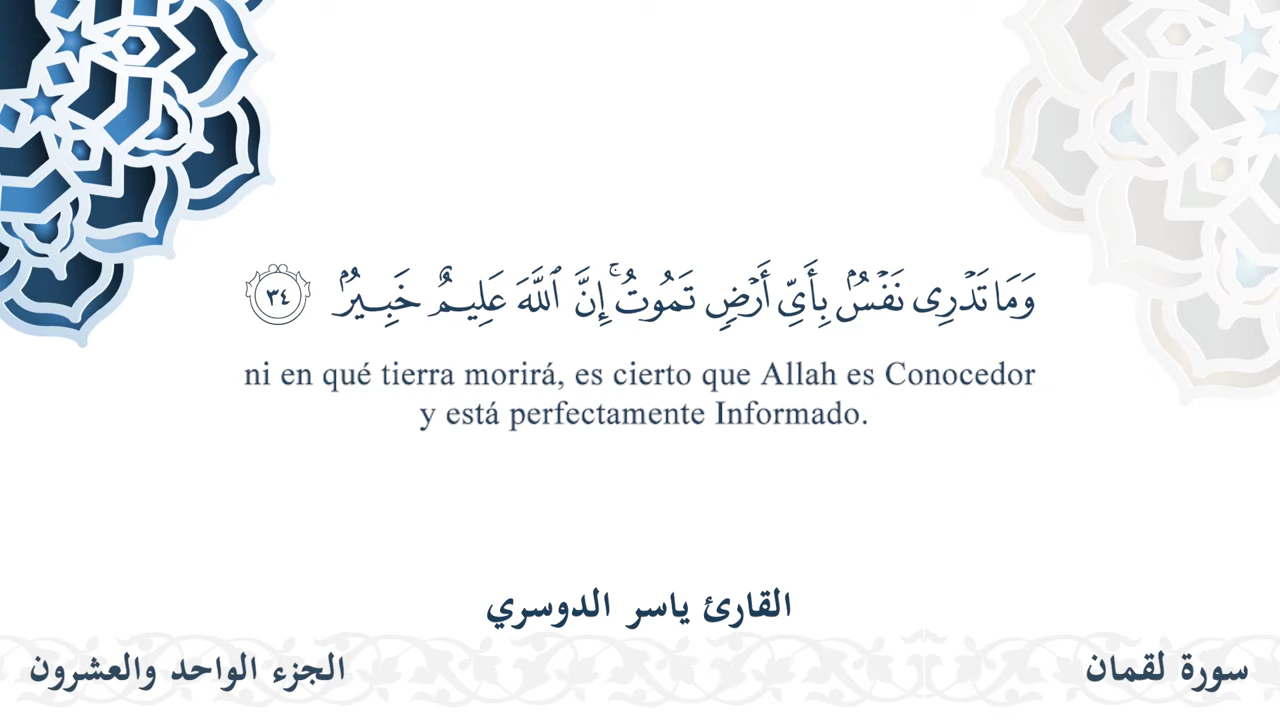 وَمَا تَدْرِى نَفْسٌۢ بِأَىِّ أَرْضٍ تَمُوتُ ۚ إِنَّ ٱللَّهَ عَلِيمٌ خَبِيرٌۢ ٣٤
ni en qué tierra morirá, es cierto que Allah es Conocedor
y está perfectamente Informado.
القارئ ياسر الدوسري
سورة لقمان
الجزء الواحد والعشرون